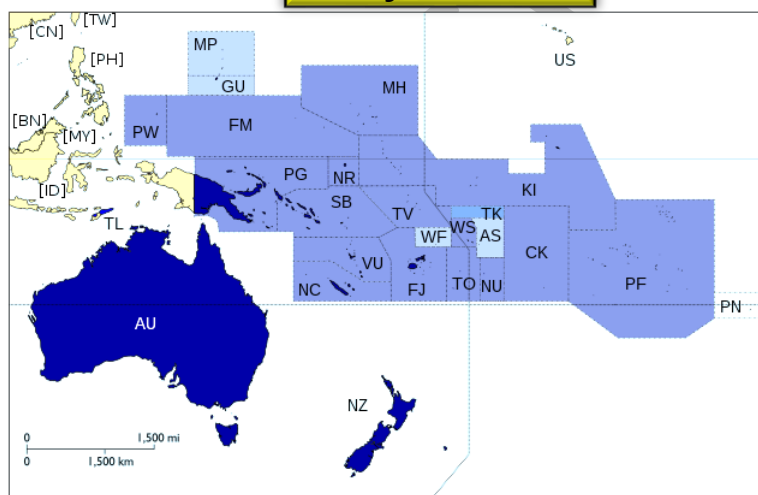 [CN]
[TW]
MP
[PH]
US
GU
MH
[BN]
[MY]
PW
FM
[ID]
PG
NR
KI
SB
TV
WS
TK
TL
WF
AS
VU
CK
NC
FJ
TO
NU
PF
PN
AU
NZ
0 1,500 mi
0 1,500 km